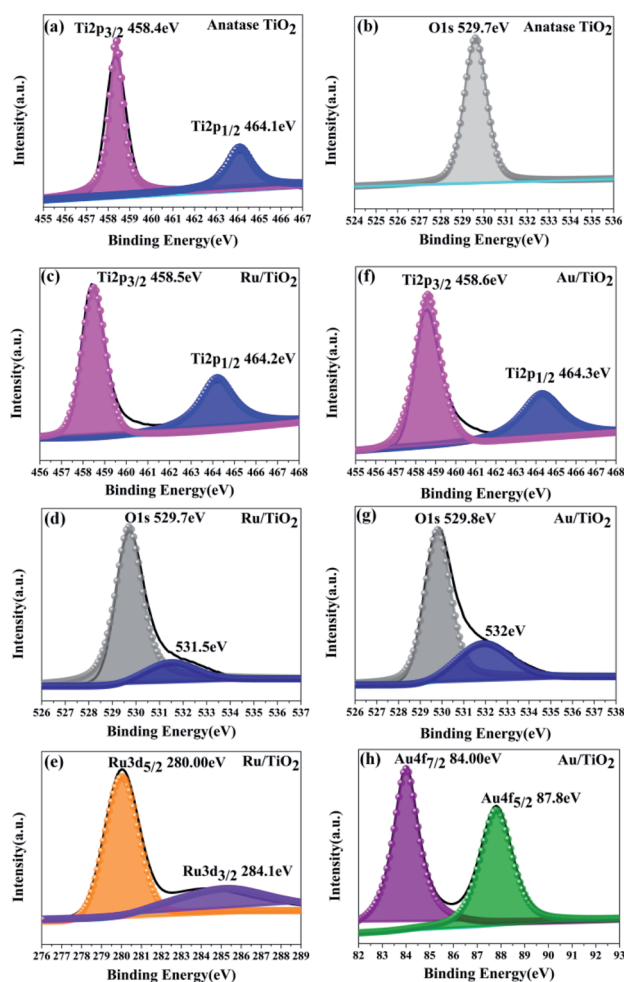 (a) Ti2p3/2 458.4eV Anatase TiO2
Ti2p1/2 464.1eV
Intensity(a.u.)
455 456 457 458 459 460 461 462 463 464 465 466 467
Binding Energy(eV)
(b) O1s 529.7eV Anatase TiO2
Intensity(a.u.)
524 525 526 527 528 529 530 531 532 533 534 535 536
Binding Energy(eV)
(c) Ti2p3/2 458.5eV Ru/TiO2
Ti2p1/2 464.2eV
Intensity(a.u.)
456 457 458 459 460 461 462 463 464 465 466 467 468
Binding Energy(eV)
(f) Ti2p3/2 458.6eV Au/TiO2
Ti2p1/2 464.3eV
Intensity(a.u.)
455 456 457 458 459 460 461 462 463 464 465 466 467 468
Binding Energy(eV)
(d) O1s 529.7eV Ru/TiO2
531.5eV
Intensity(a.u.)
526 527 528 529 530 531 532 533 534 535 536 537
Binding Energy(eV)
(g) O1s 529.8eV Au/TiO2
532eV
Intensity(a.u.)
526 527 528 529 530 531 532 533 534 535 536 537 538
Binding Energy(eV)
(e) Ru3d5/2 280.00eV Ru/TiO2
Ru3d3/2 284.1eV
Intensity(a.u.)
276 277 278 279 280 281 282 283 284 285 286 287 288 289
Binding Energy(eV)
(h) Au4f7/2 84.00eV Au/TiO2
Au4f5/2 87.8eV
Intensity(a.u.)
82 83 84 85 86 87 88 89 90 91 92 93
Binding Energy(eV)